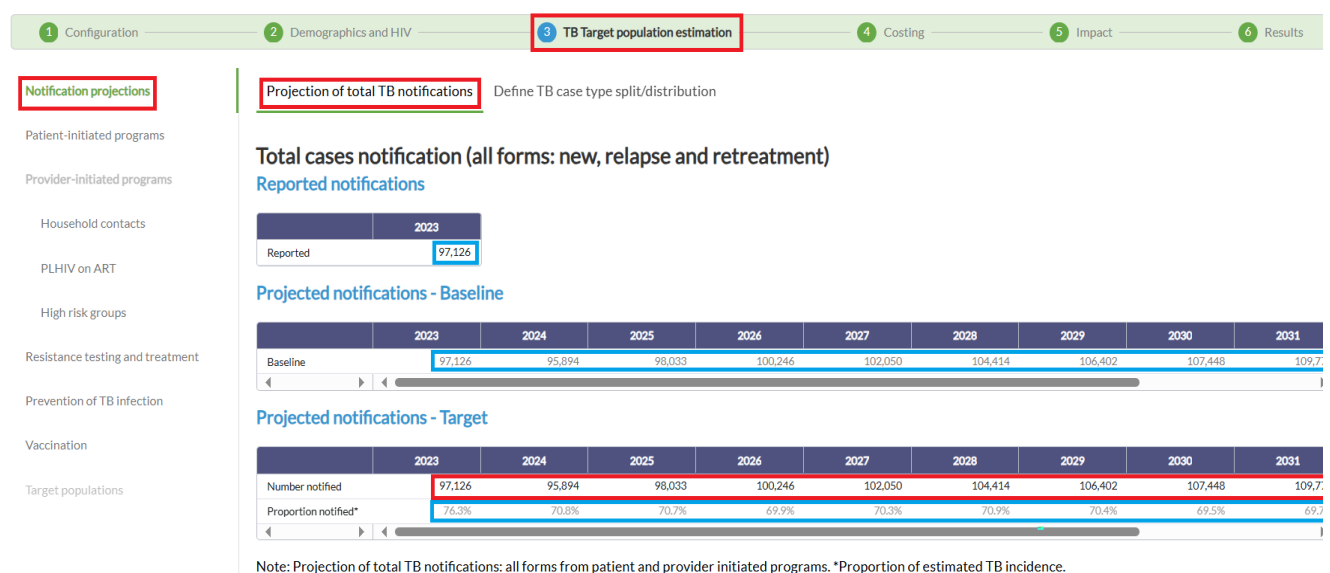 1 Configuration 2 Demographics and HIV 3 TB Target population estimation 4 Costing 5 Impact 6 Results
Notification projections
Patient-initiated programs
Provider-initiated programs
Household contacts
PLHIV on ART
High risk groups
Resistance testing and treatment
Prevention of TB infection
Vaccination
Target populations
Projection of total TB notifications Define TB case type split/distribution
Total cases notification (all forms: new, relapse and retreatment)
Reported notifications
2023
Reported 97,126
Projected notifications - Baseline
2023 2024 2025 2026 2027 2028 2029 2030 2031
Baseline 97,126 95,894 98,033 100,246 102,050 104,414 106,402 107,448
Projected notifications - Target
2023 2024 2025 2026 2027 2028 2029 2030 2031
Number notified 97,126 95,894 98,033 100,246 102,050 104,414 106,402 107,448
Proportion notified* 76.3% 70.8% 70.7% 69.9% 70.3% 70.9% 70.4% 69.5%
Note: Projection of total TB notifications: all forms from patient and provider initiated programs. *Proportion of estimated TB incidence.